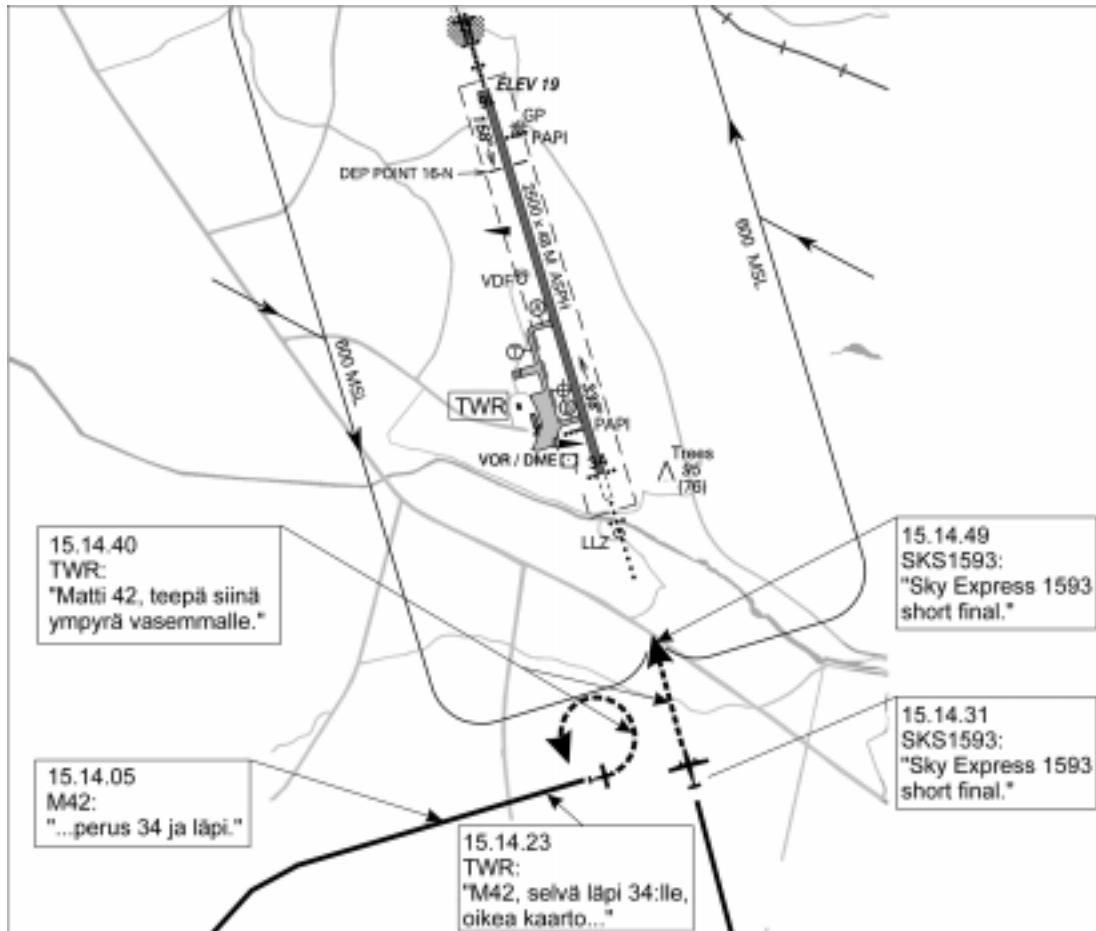 ELEV 19
GP
PAPI
158°
DEP POINT 16-N
2500 x 48 M ASPH
600 MSL
VDF
600 MSL
TWR
338°
PAPI
VOR / DME
34
Trees
95
(76)
LLZ
15.14.40
TWR:
"Matti 42, teepä siinä
ympyrä vasemmalle."
15.14.49
SKS1593:
"Sky Express 1593
short final."
15.14.31
SKS1593:
"Sky Express 1593
short final."
15.14.05
M42:
"...perus 34 ja läpi."
15.14.23
TWR:
"M42, selvä läpi 34:lle,
oikea kaarto..."